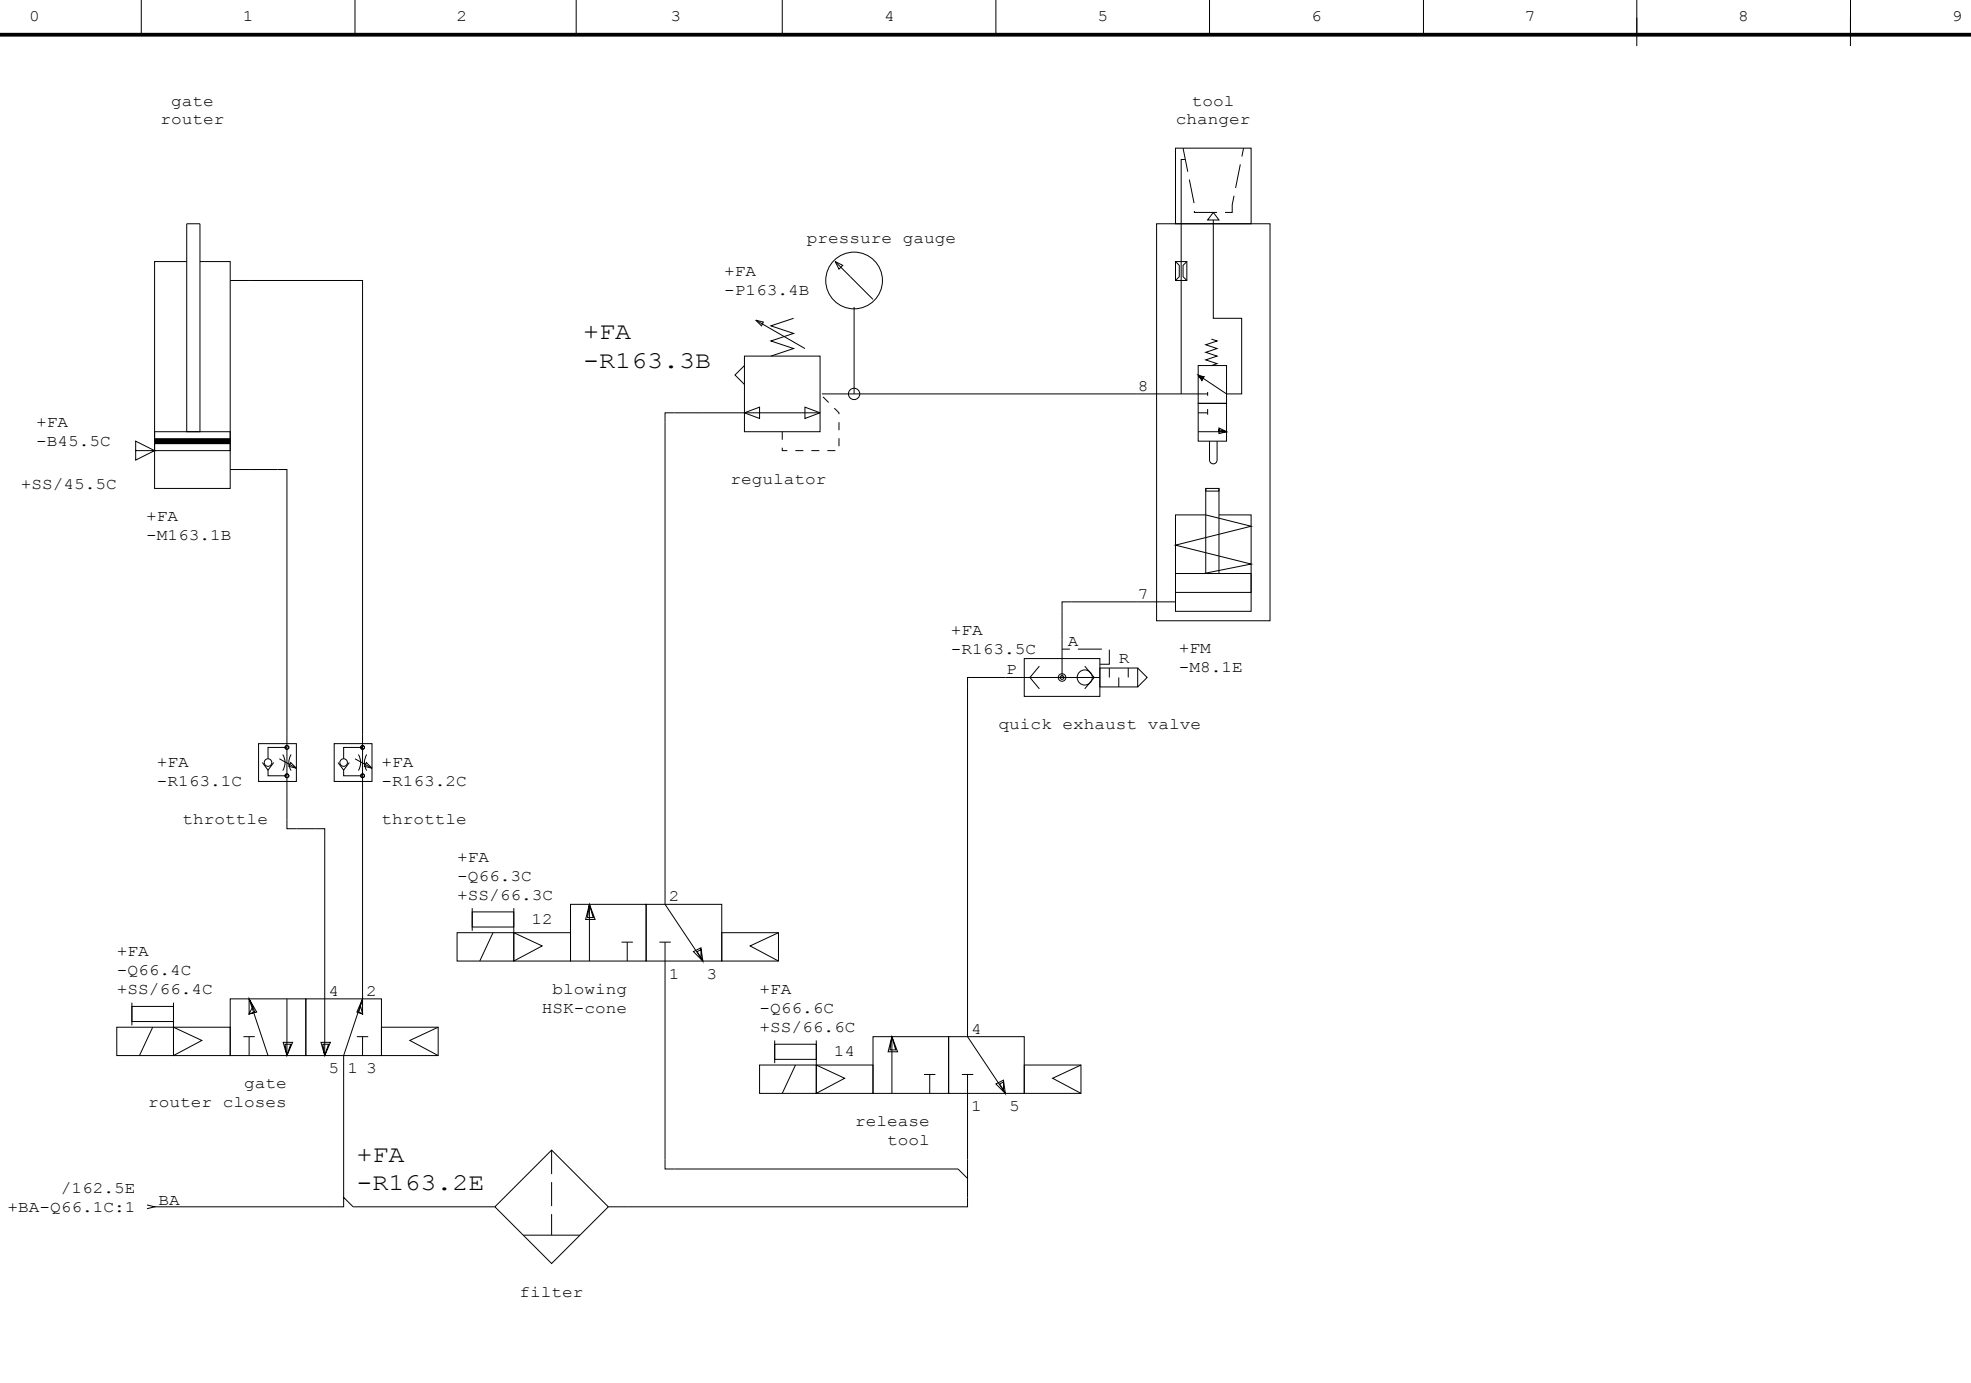 0 1 2 3 4 5 6 7 8 9
gate
router
tool
changer
pressure gauge
+FA
-P163.4B
+FA
-R163.3B
8
regulator
+FA
-B45.5C
+SS/45.5C
+FA
-M163.1B
7
+FA
-R163.5C
A
R
P
+FM
-M8.1E
quick exhaust valve
+FA
-R163.1C
throttle
+FA
-R163.2C
throttle
+FA
-Q66.3C
+SS/66.3C
12
2
1 3
blowing
HSK-cone
+FA
-Q66.4C
+SS/66.4C
4 2
5 1 3
gate
router closes
+FA
-Q66.6C
+SS/66.6C
14
4
1 5
release
tool
+FA
-R163.2E
/162.5E
+BA-Q66.1C:1
BA
filter